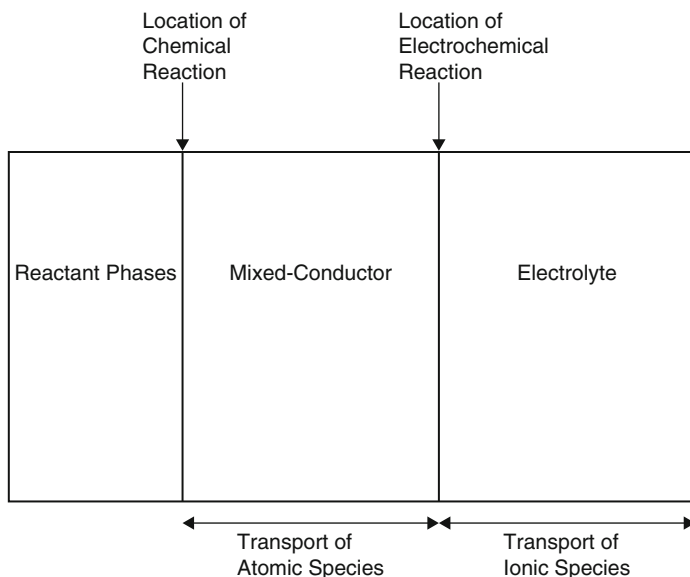 Location of
Chemical
Reaction
Location of
Electrochemical
Reaction
Reactant Phases
Mixed-Conductor
Electrolyte
Transport of
Atomic Species
Transport of
Ionic Species